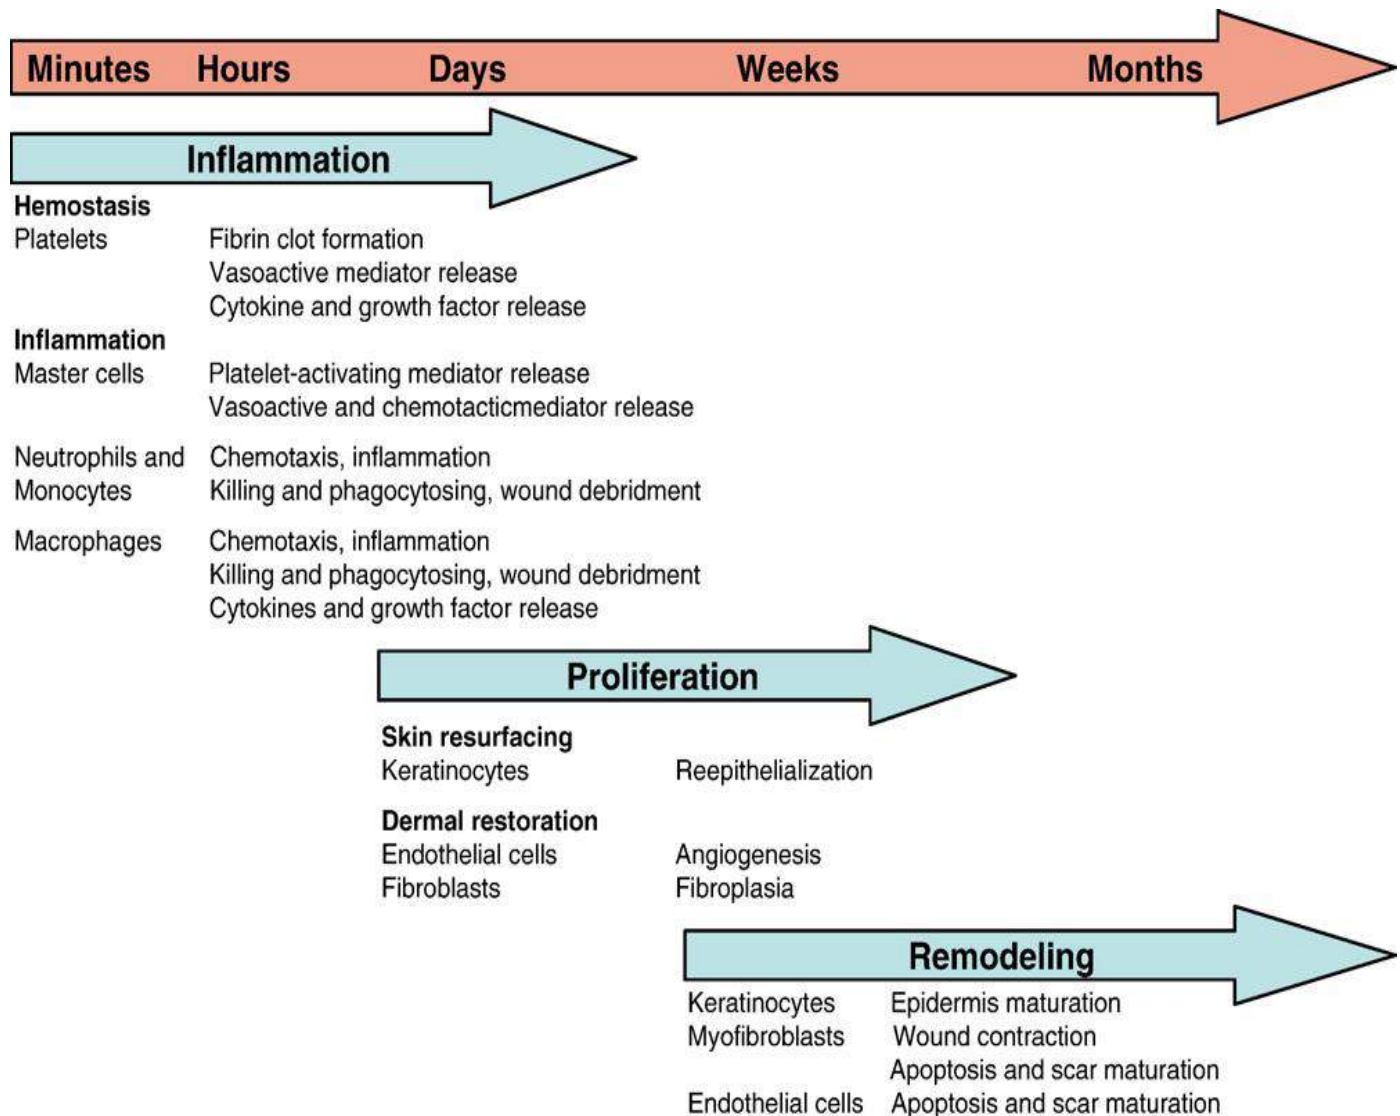 Minutes Hours Days Weeks Months
Inflammation
Hemostasis
Platelets Fibrin clot formation
Vasoactive mediator release
Cytokine and growth factor release
Inflammation
Master cells Platelet-activating mediator release
Vasoactive and chemotacticmediator release
Neutrophils and Chemotaxis, inflammation
Monocytes Killing and phagocytosing, wound debridment
Macrophages Chemotaxis, inflammation
Killing and phagocytosing, wound debridment
Cytokines and growth factor release
Proliferation
Skin resurfacing
Keratinocytes Reepithelialization
Dermal restoration
Endothelial cells Angiogenesis
Fibroblasts Fibroplasia
Remodeling
Keratinocytes Epidermis maturation
Myofibroblasts Wound contraction
Apoptosis and scar maturation
Endothelial cells Apoptosis and scar maturation